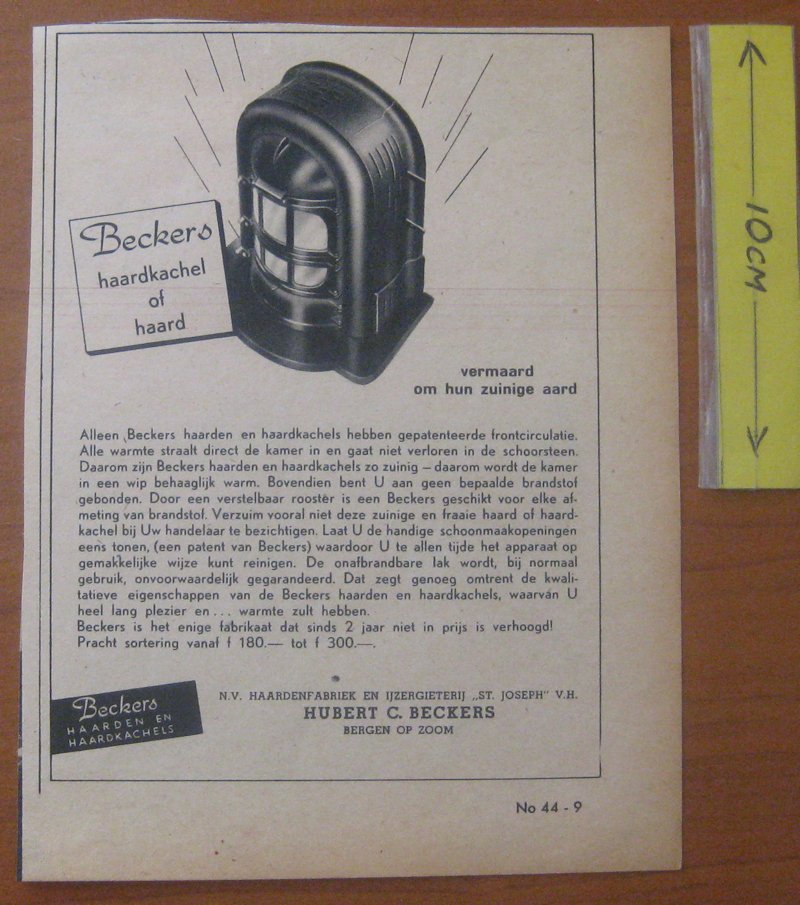 Beckers
haardkachel
of
haard
10CM
vermaard
om hun zuinige aard
Alleen Beckers haarden en haardkachels hebben gepatenteerde frontcirculatie.
Alle warmte straalt direct de kamer in en gaat niet verloren in de schoorsteen.
Daarom zijn Beckers haarden en haardkachels zo zuinig – daarom wordt de kamer
in een wip behaaglijk warm. Bovendien bent U aan geen bepaalde brandstof
gebonden. Door een verstelbaar rooster is een Beckers geschikt voor elke af-
meting van brandstof. Verzuim vooral niet deze zuinige en fraaie haard of haard-
kachel bij Uw handelaar te bezichtigen. Laat U de handige schoonmaakopeningen
eens tonen, (een patent van Beckers) waardoor U te allen tijde het apparaat op
gemakkelijke wijze kunt reinigen. De onafbrandbare lak wordt, bij normaal
gebruik, onvoorwaardelijk gegarandeerd. Dat zegt genoeg omtrent de kwali-
tatieve eigenschappen van de Beckers haarden en haardkachels, waarván U
heel lang plezier en ... warmte zult hebben.
Beckers is het enige fabrikaat dat sinds 2 jaar niet in prijs is verhoogd!
Pracht sortering vanaf f 180.— tot f 300.—.
Beckers
HAARDEN EN
HAARDKACHELS
N.V. HAARDENFABRIEK EN IJZERGIETERIJ „ST. JOSEPH" V.H.
HUBERT C. BECKERS
BERGEN OP ZOOM
No 44 - 9